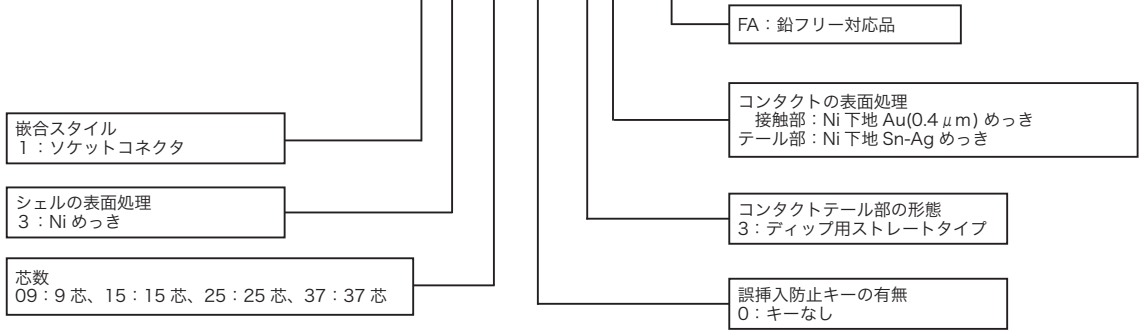 FA：鉛フリー対応品
コンタクトの表面処理
接触部：Ni 下地 Au(0.4μm) めっき
テール部：Ni 下地 Sn-Ag めっき
嵌合スタイル
1：ソケットコネクタ
シェルの表面処理
3：Ni めっき
コンタクトテール部の形態
3：ディップ用ストレートタイプ
芯数
09：9 芯、15：15 芯、25：25 芯、37：37 芯
誤挿入防止キーの有無
0：キーなし